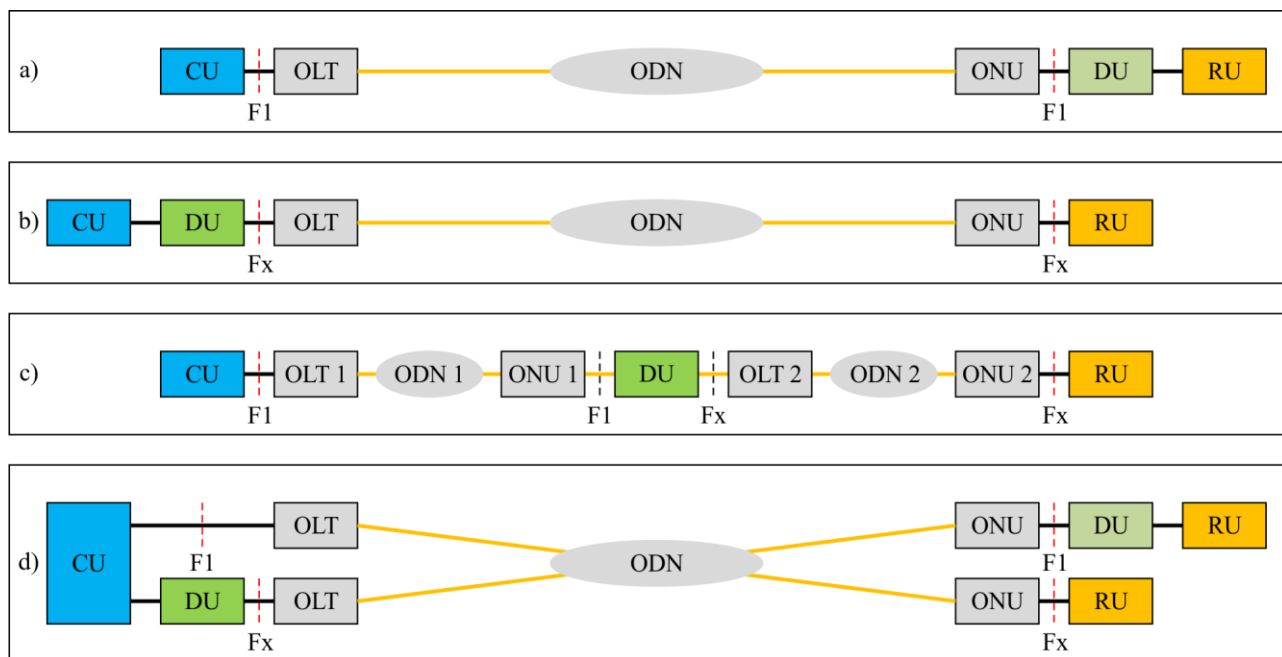 a) CU OLT ODN ONU DU RU
F1 F1
b) CU DU OLT ODN ONU RU
Fx Fx
c) CU OLT 1 ODN 1 ONU 1 DU OLT 2 ODN 2 ONU 2 RU
F1 F1 Fx Fx
OLT ONU DU RU
d) CU F1 ODN F1
DU OLT ONU RU
Fx Fx